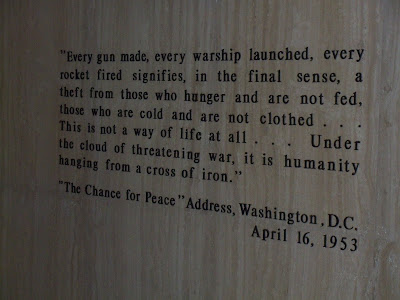 "Every gun made, every warship launched, every
rocket fired signifies, in the final sense, a
theft from those who hunger and are not fed,
those who are cold and are not clothed . . .
This is not a way of life at all . . . Under
the cloud of threatening war, it is humanity
hanging from a cross of iron."
"The Chance for Peace" Address, Washington, D.C.
April 16, 1953